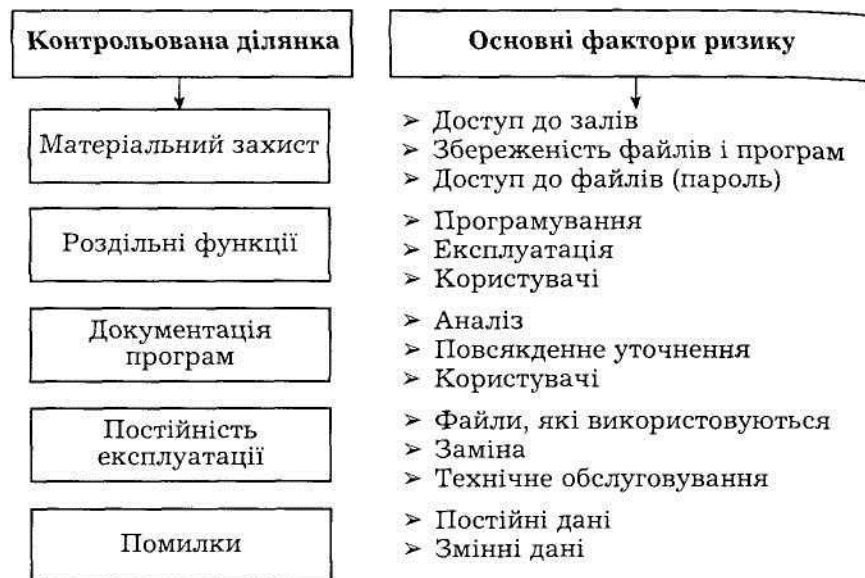 Контрольована ділянка
Основні фактори ризику
Матеріальний захист
➢ Доступ до залів
➢ Збереженість файлів і програм
➢ Доступ до файлів (пароль)
Роздільні функції
➢ Програмування
➢ Експлуатація
➢ Користувачі
Документація
програм
➢ Аналіз
➢ Повсякденне уточнення
➢ Користувачі
Постійність
експлуатації
➢ Файли, які використовуються
➢ Заміна
➢ Технічне обслуговування
Помилки
➢ Постійні дані
➢ Змінні дані